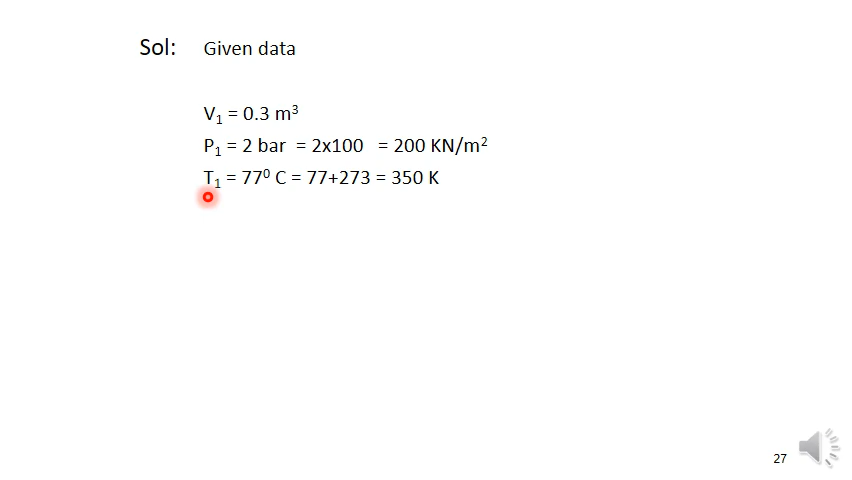 Sol: Given data
V₁ = 0.3 m³
P₁ = 2 bar = 2x100 = 200 KN/m²
T₁ = 77⁰ C = 77+273 = 350 K
27